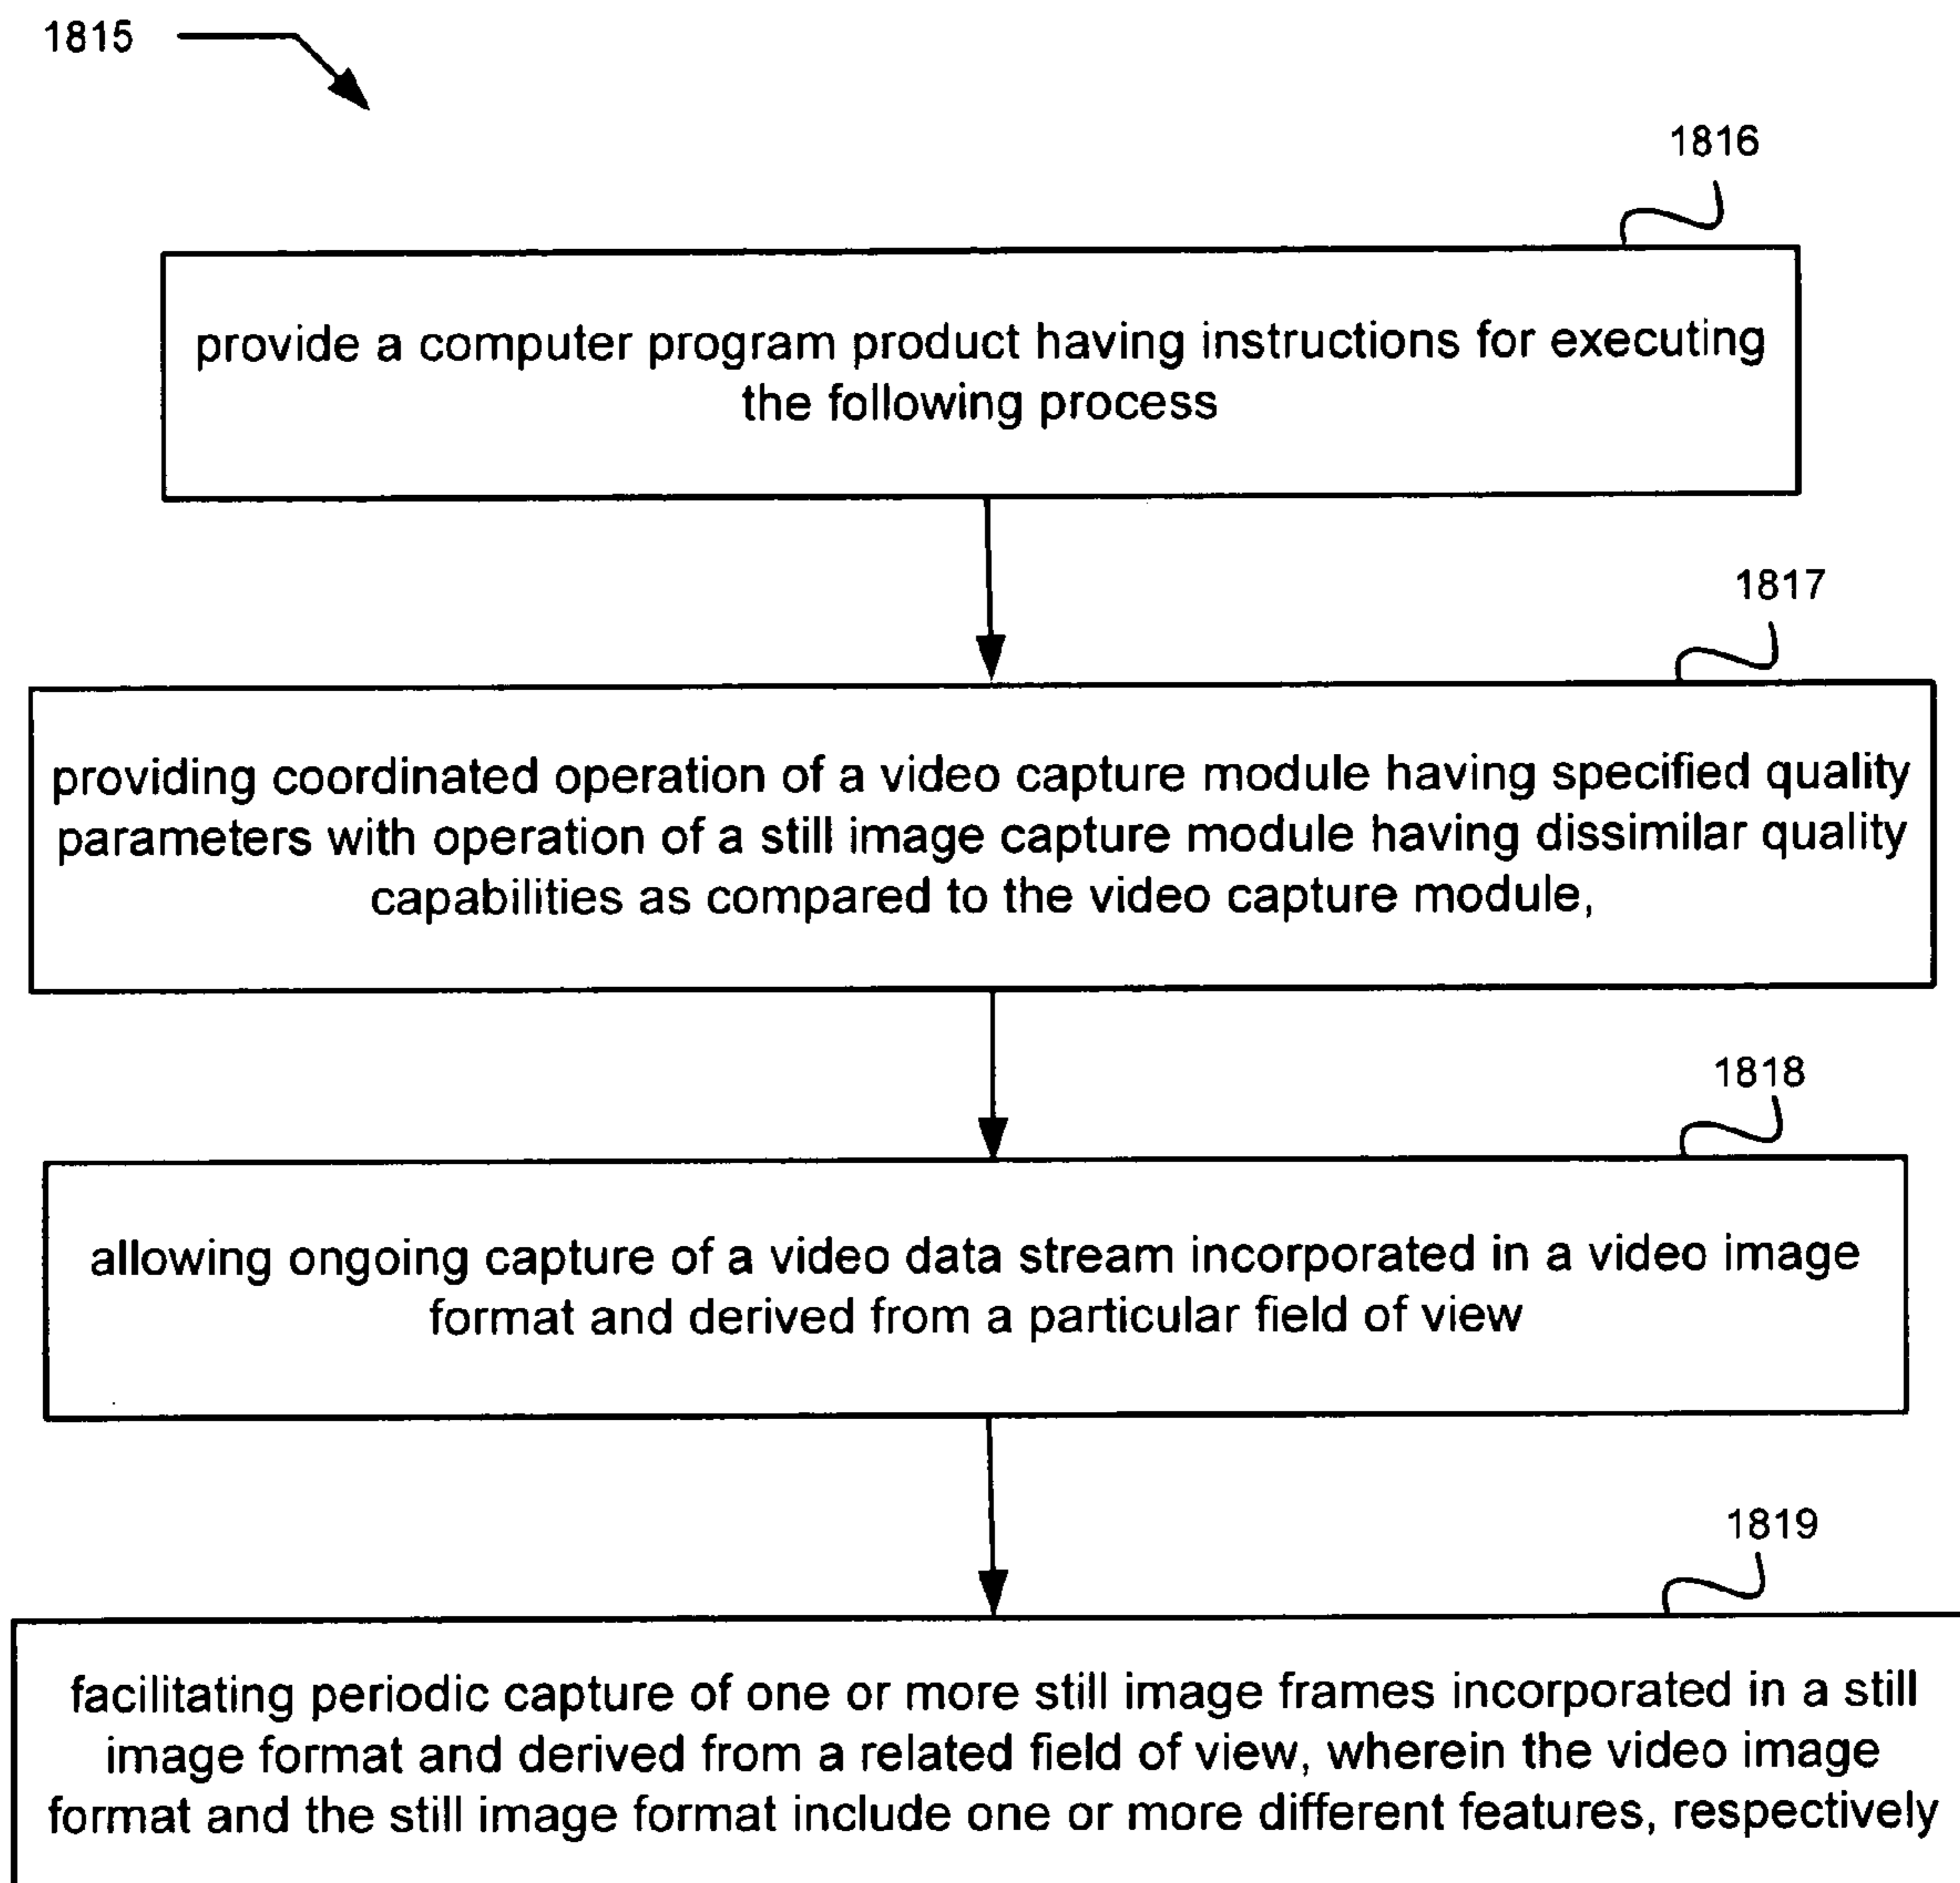 1815
1816
provide a computer program product having instructions for executing
the following process
1817
providing coordinated operation of a video capture module having specified quality
parameters with operation of a still image capture module having dissimilar quality
capabilities as compared to the video capture module,
1818
allowing ongoing capture of a video data stream incorporated in a video image
format and derived from a particular field of view
1819
facilitating periodic capture of one or more still image frames incorporated in a still
image format and derived from a related field of view, wherein the video image
format and the still image format include one or more different features, respectively